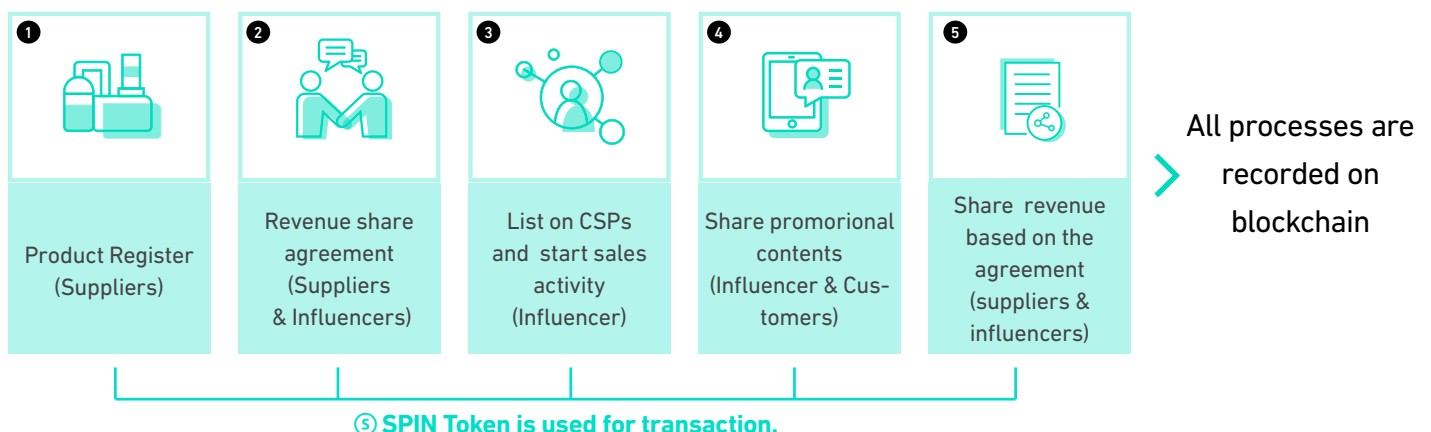 1
Product Register
(Suppliers)
2
Revenue share
agreement
(Suppliers
& Influencers)
3
List on CSPs
and start sales
activity
(Influencer)
4
Share promorional
contents
(Influencer & Cus-
tomers)
5
Share revenue
based on the
agreement
(suppliers &
influencers)
All processes are
recorded on
blockchain
Ⓢ SPIN Token is used for transaction.